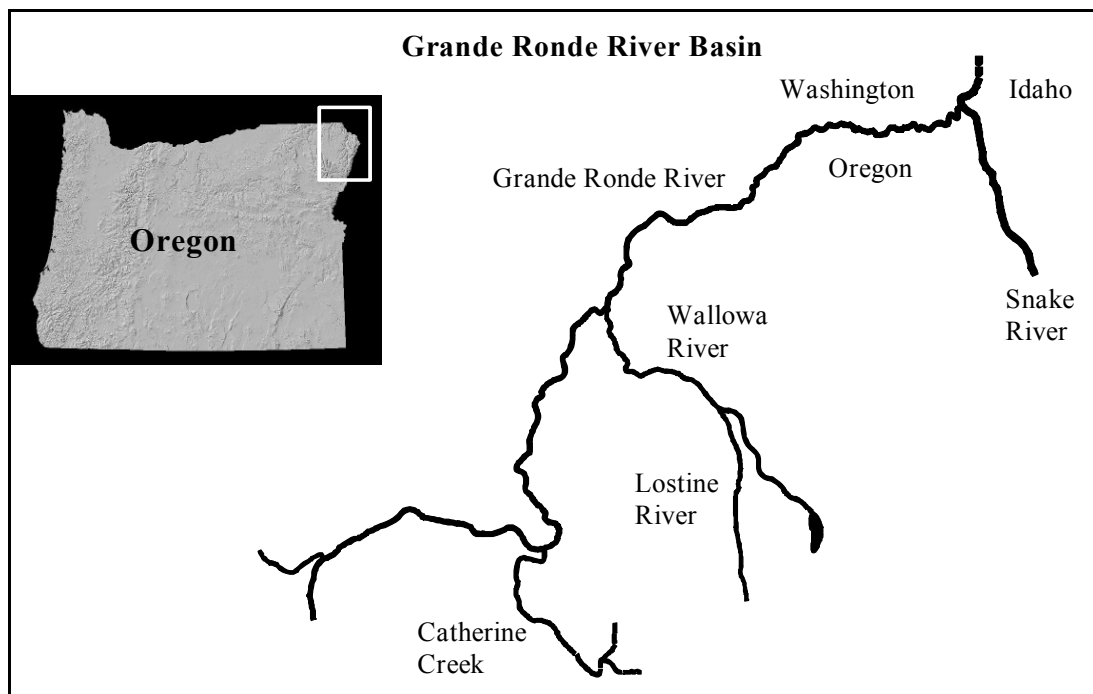 Grande Ronde River Basin
Washington
Idaho
Oregon
Grande Ronde River
Oregon
Snake
River
Wallowa
River
Lostine
River
Catherine
Creek